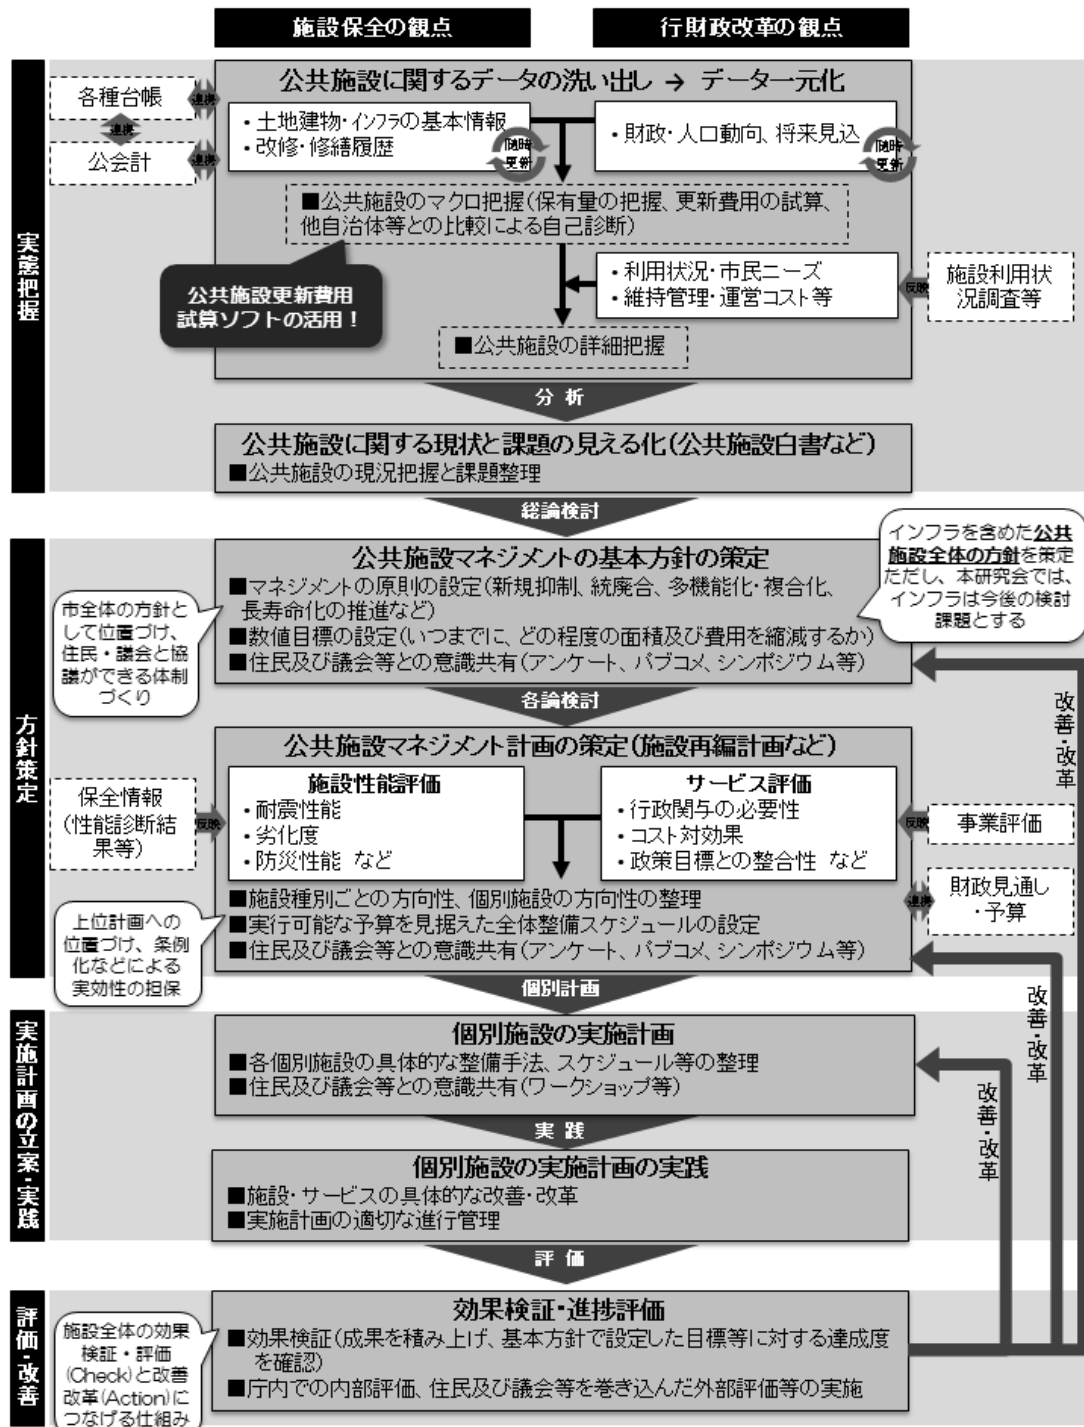 施設保全の観点
行財政改革の観点
実態把握
公共施設に関するデータの洗い出し → データ一元化
各種台帳
連携
連携
公会計
連携
・土地建物・インフラの基本情報
・改修・修繕履歴
随時
更新
・財政・人口動向、将来見込
随時
更新
■公共施設のマクロ把握(保有量の把握、更新費用の試算、
他自治体等との比較による自己診断)
公共施設更新費用
試算ソフトの活用！
・利用状況・市民ニーズ
・維持管理・運営コスト等
反映
施設利用状
況調査等
■公共施設の詳細把握
分 析
公共施設に関する現状と課題の見える化(公共施設白書など)
■公共施設の現況把握と課題整理
総論検討
方針策定
公共施設マネジメントの基本方針の策定
■マネジメントの原則の設定(新規抑制、統廃合、多機能化・複合化、
長寿命化の推進など)
■数値目標の設定(いつまでに、どの程度の面積及び費用を縮減するか)
■住民及び議会等との意識共有(アンケート、パブコメ、シンポジウム等)
インフラを含めた公共
施設全体の方針を策定
ただし、本研究会では、
インフラは今後の検討
課題とする
市全体の方針と
して位置づけ、
住民・議会と協
議ができる体制
づくり
各論検討
改善・改革
公共施設マネジメント計画の策定(施設再編計画など)
施設性能評価
・耐震性能
・劣化度
・防災性能 など
サービス評価
・行政関与の必要性
・コスト対効果
・政策目標との整合性 など
保全情報
(性能診断結
果等)
反映
反映
事業評価
連携
財政見通し
・予算
■施設種別ごとの方向性、個別施設の方向性の整理
■実行可能な予算を見据えた全体整備スケジュールの設定
■住民及び議会等との意識共有(アンケート、パブコメ、シンポジウム等)
上位計画への
位置づけ、条例
化などによる
実効性の担保
個別計画
改善・改革
実施計画の立案・実践
個別施設の実施計画
■各個別施設の具体的な整備手法、スケジュール等の整理
■住民及び議会等との意識共有(ワークショップ等)
改善・改革
実 践
個別施設の実施計画の実践
■施設・サービスの具体的な改善・改革
■実施計画の適切な進行管理
評 価
評価・改善
効果検証・進捗評価
■効果検証(成果を積み上げ、基本方針で設定した目標等に対する達成度
を確認)
■庁内での内部評価、住民及び議会等を巻き込んだ外部評価等の実施
施設全体の効果
検証・評価
(Check)と改善
改革(Action)に
つなげる仕組み